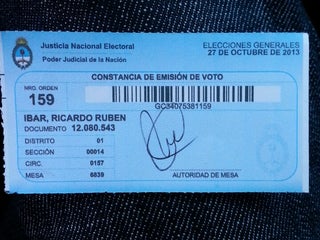 Justicia Nacional Electoral
Poder Judicial de la Nación
ELECCIONES GENERALES
27 DE OCTUBRE DE 2013
CONSTANCIA DE EMISIÓN DE VOTO
NRO. ORDEN
159
GC34075381159
IBAR, RICARDO RUBEN
DOCUMENTO 12.080.543
DISTRITO 01
SECCIÓN 00014
CIRC. 0157
MESA 6839
AUTORIDAD DE MESA